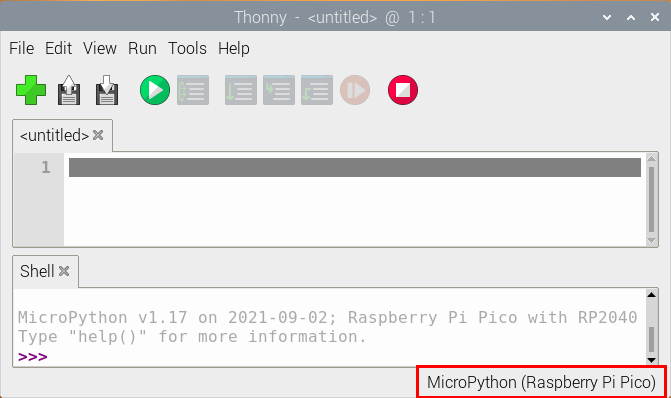 Thonny - <untitled> @ 1 : 1
File Edit View Run Tools Help
<untitled>
1
Shell
MicroPython v1.17 on 2021-09-02; Raspberry Pi Pico with RP2040
Type "help()" for more information.
>>>
MicroPython (Raspberry Pi Pico)